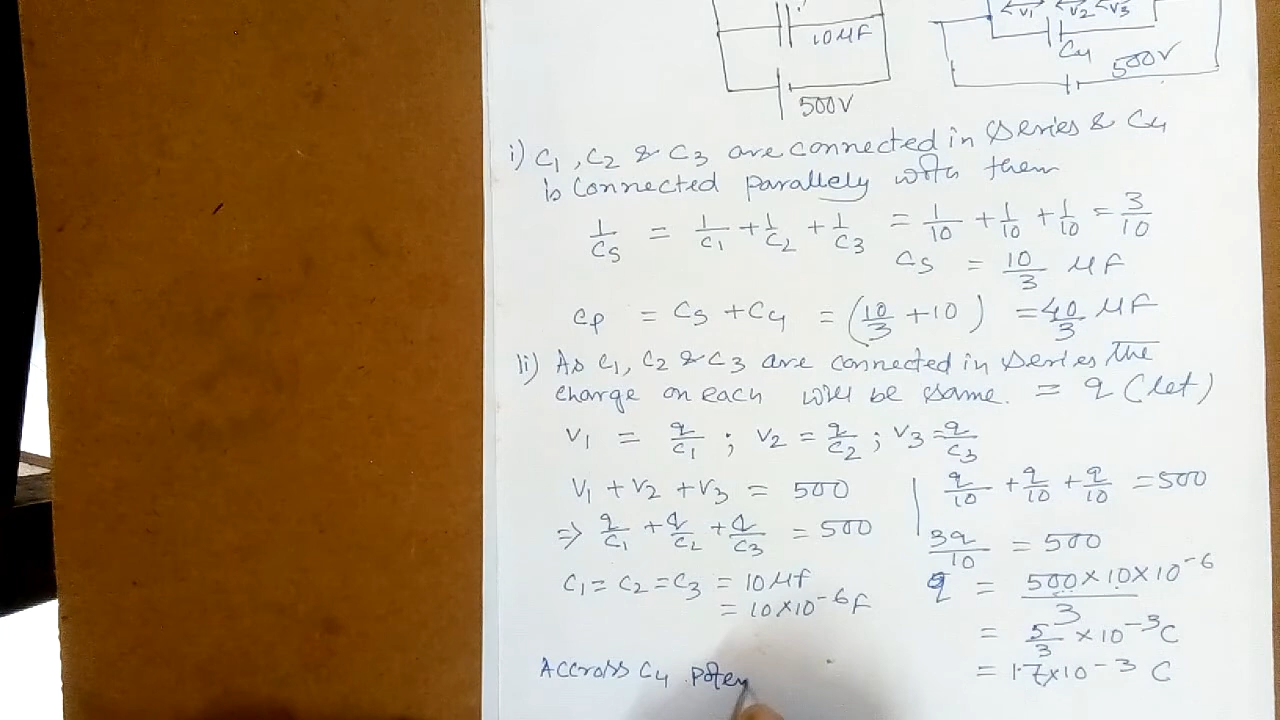 10μF
500V
V1 V2 V3
C4
500V
i) C1, C2 & C3 are connected in series & C4
is connected parallely with them
1/Cs = 1/C1 + 1/C2 + 1/C3 = 1/10 + 1/10 + 1/10 = 3/10
Cs = 10/3 μF
Cp = Cs + C4 = (10/3 + 10) = 40/3 μF
ii) As C1, C2 & C3 are connected in series the
charge on each will be same. = q (let)
V1 = q/C1 ; V2 = q/C2 ; V3 = q/C3
V1 + V2 + V3 = 500
⇒ q/C1 + q/C2 + q/C3 = 500
C1 = C2 = C3 = 10μf
= 10×10^-6 F
q/10 + q/10 + q/10 = 500
3q/10 = 500
q = 500×10×10^-6/3
= 5/3 ×10^-3 C
= 1.7×10^-3 C
Accross C4 poten